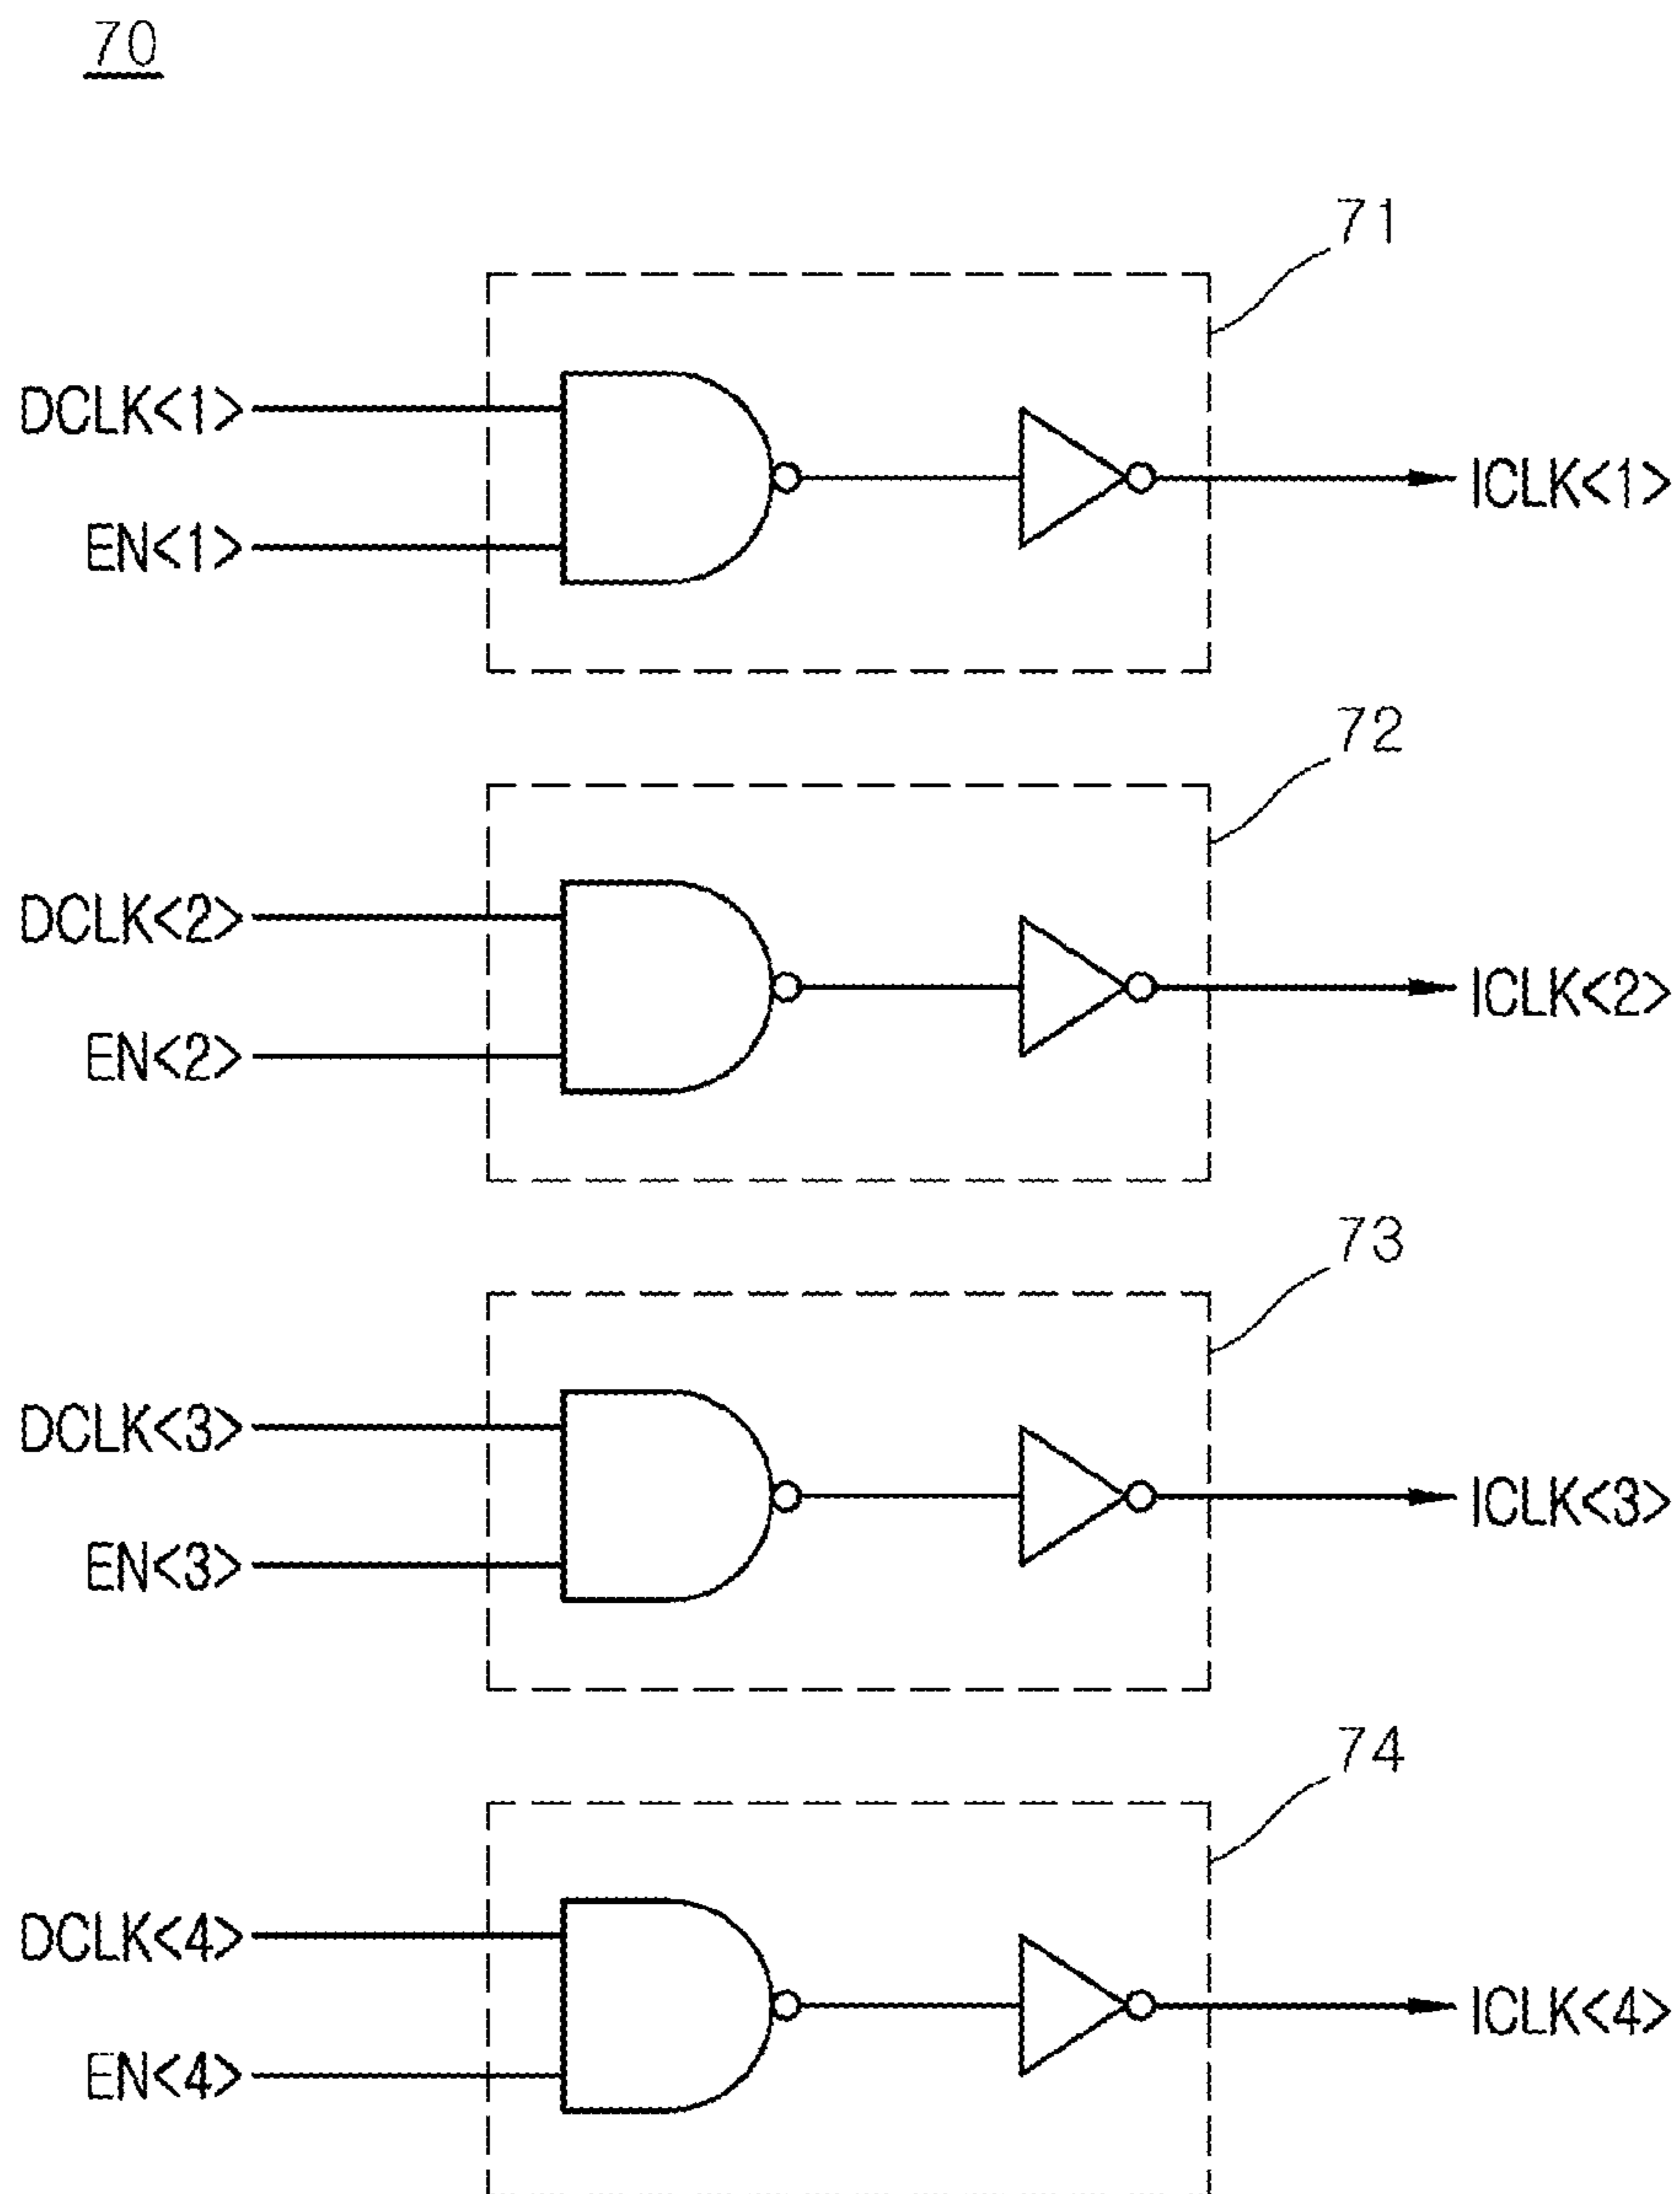 70
71
DCLK<1>
EN<1>
ICLK<1>
72
DCLK<2>
EN<2>
ICLK<2>
73
DCLK<3>
EN<3>
ICLK<3>
74
DCLK<4>
EN<4>
ICLK<4>